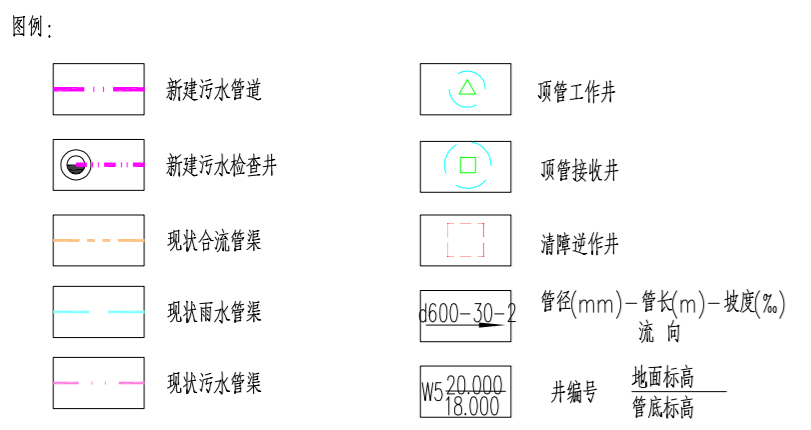 图例:
新建污水管道
新建污水检查井
现状合流管渠
现状雨水管渠
现状污水管渠
顶管工作井
顶管接收井
清障逆作井
d600-30-2
管径(mm)-管长(m)-坡度(‰)
流 向
W5 20.000
18.000
井编号 地面标高
管底标高